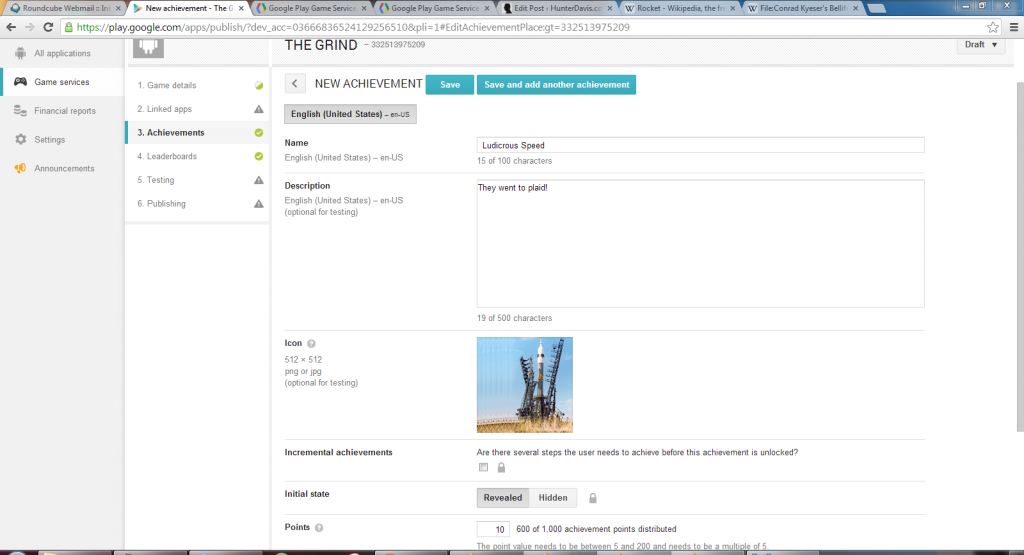 Roundcube Webmail :: In
New achievement - The G
Google Play Game Service
Google Play Game Service
Edit Post ‹ HunterDavis.co
Rocket - Wikipedia, the fr
File:Conrad Kyeser's Bellif
https://play.google.com/apps/publish/?dev_acc=03666836524129256510&pli=1#EditAchievementPlace:gt=332513975209
THE GRIND – 332513975209
Draft
All applications
Game services
Financial reports
Settings
Announcements
1. Game details
2. Linked apps
3. Achievements
4. Leaderboards
5. Testing
6. Publishing
NEW ACHIEVEMENT
Save
Save and add another achievement
English (United States) – en-US
Name
English (United States) – en-US
Ludicrous Speed
15 of 100 characters
Description
English (United States) – en-US
(optional for testing)
They went to plaid!
19 of 500 characters
Icon
512 × 512
png or jpg
(optional for testing)
Incremental achievements
Are there several steps the user needs to achieve before this achievement is unlocked?
Initial state
Revealed
Hidden
Points
10
600 of 1,000 achievement points distributed
The point value needs to be between 5 and 200 and needs to be a multiple of 5.